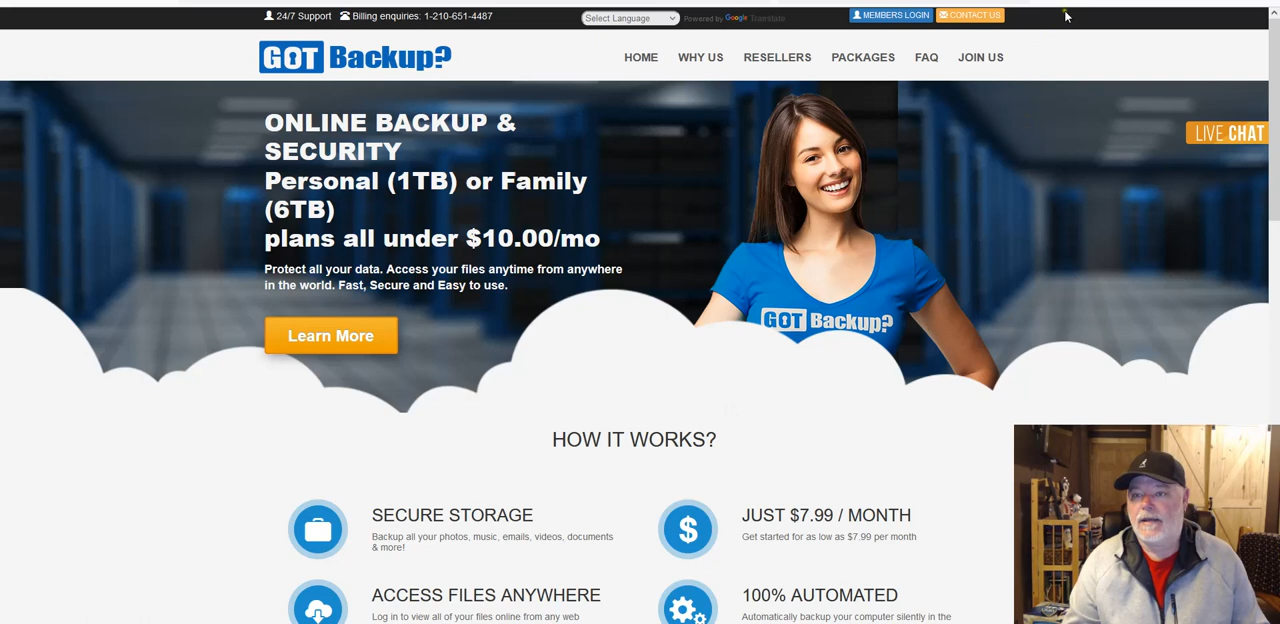 24/7 Support  Billing enquiries: 1-210-651-4487
Select Language Powered by Google Translate
MEMBERS LOGIN CONTACT US
GOT Backup?
HOME WHY US RESELLERS PACKAGES FAQ JOIN US
ONLINE BACKUP &
SECURITY
Personal (1TB) or Family
(6TB)
plans all under $10.00/mo
Protect all your data. Access your files anytime from anywhere
in the world. Fast, Secure and Easy to use.
Learn More
GOT Backup?
LIVE CHAT
HOW IT WORKS?
SECURE STORAGE
Backup all your photos, music, emails, videos, documents
& more!
$
JUST $7.99 / MONTH
Get started for as low as $7.99 per month
ACCESS FILES ANYWHERE
Log in to view all of your files online from any web
100% AUTOMATED
Automatically backup your computer silently in the